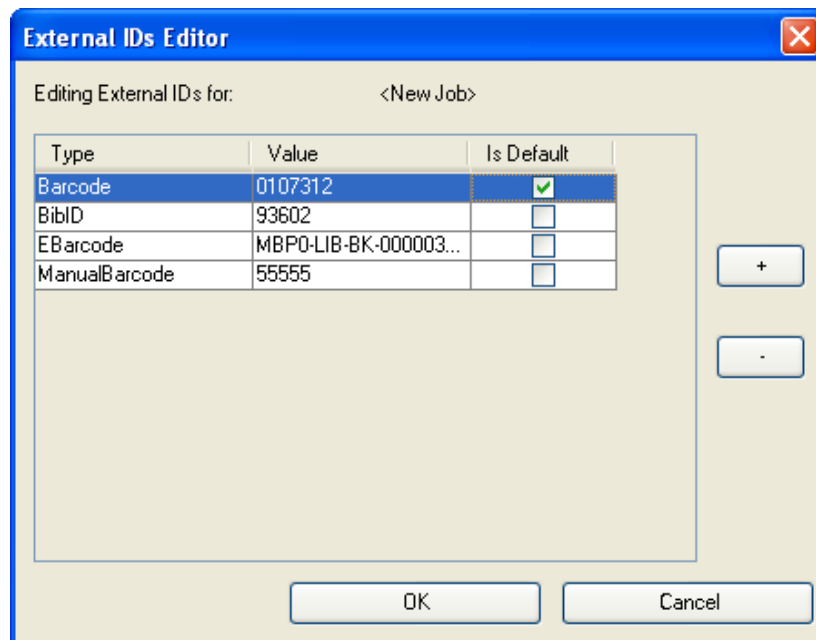 External IDs Editor
Editing External IDs for: <New Job>
Type Value Is Default
Barcode 0107312
BibID 93602
EBarcode MBP0-LIB-BK-000003...
ManualBarcode 55555
+
-
OK Cancel